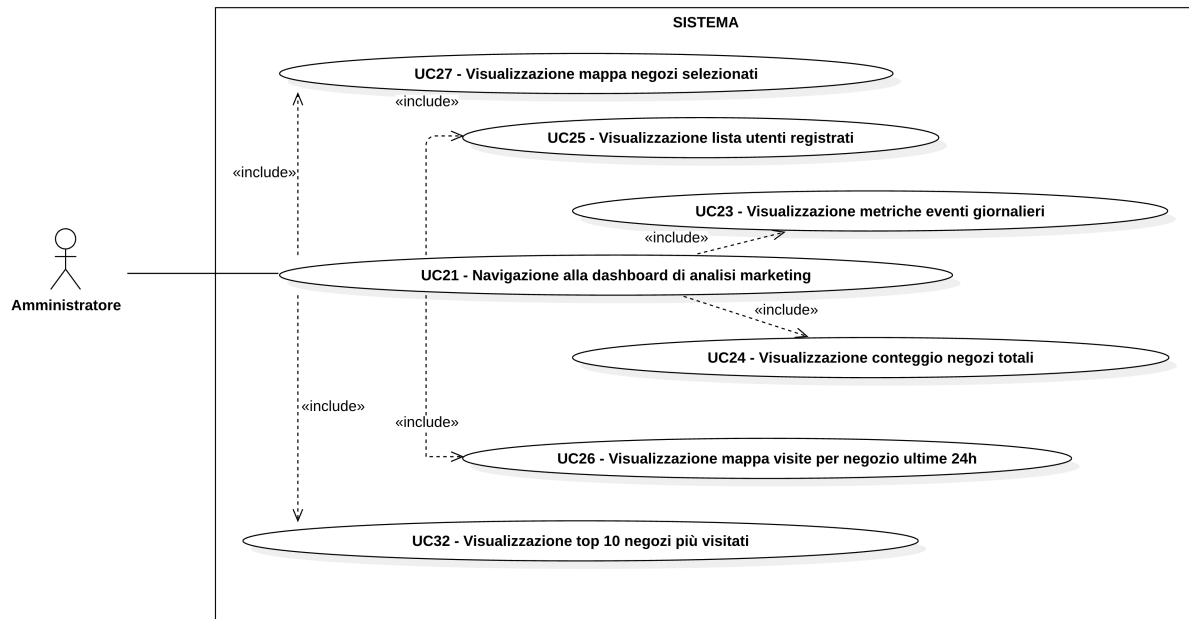 SISTEMA
UC27 - Visualizzazione mappa negozi selezionati
«include»
UC25 - Visualizzazione lista utenti registrati
«include»
UC23 - Visualizzazione metriche eventi giornalieri
«include»
UC21 - Navigazione alla dashboard di analisi marketing
Amministratore
«include»
UC24 - Visualizzazione conteggio negozi totali
«include»
«include»
UC26 - Visualizzazione mappa visite per negozio ultime 24h
UC32 - Visualizzazione top 10 negozi più visitati